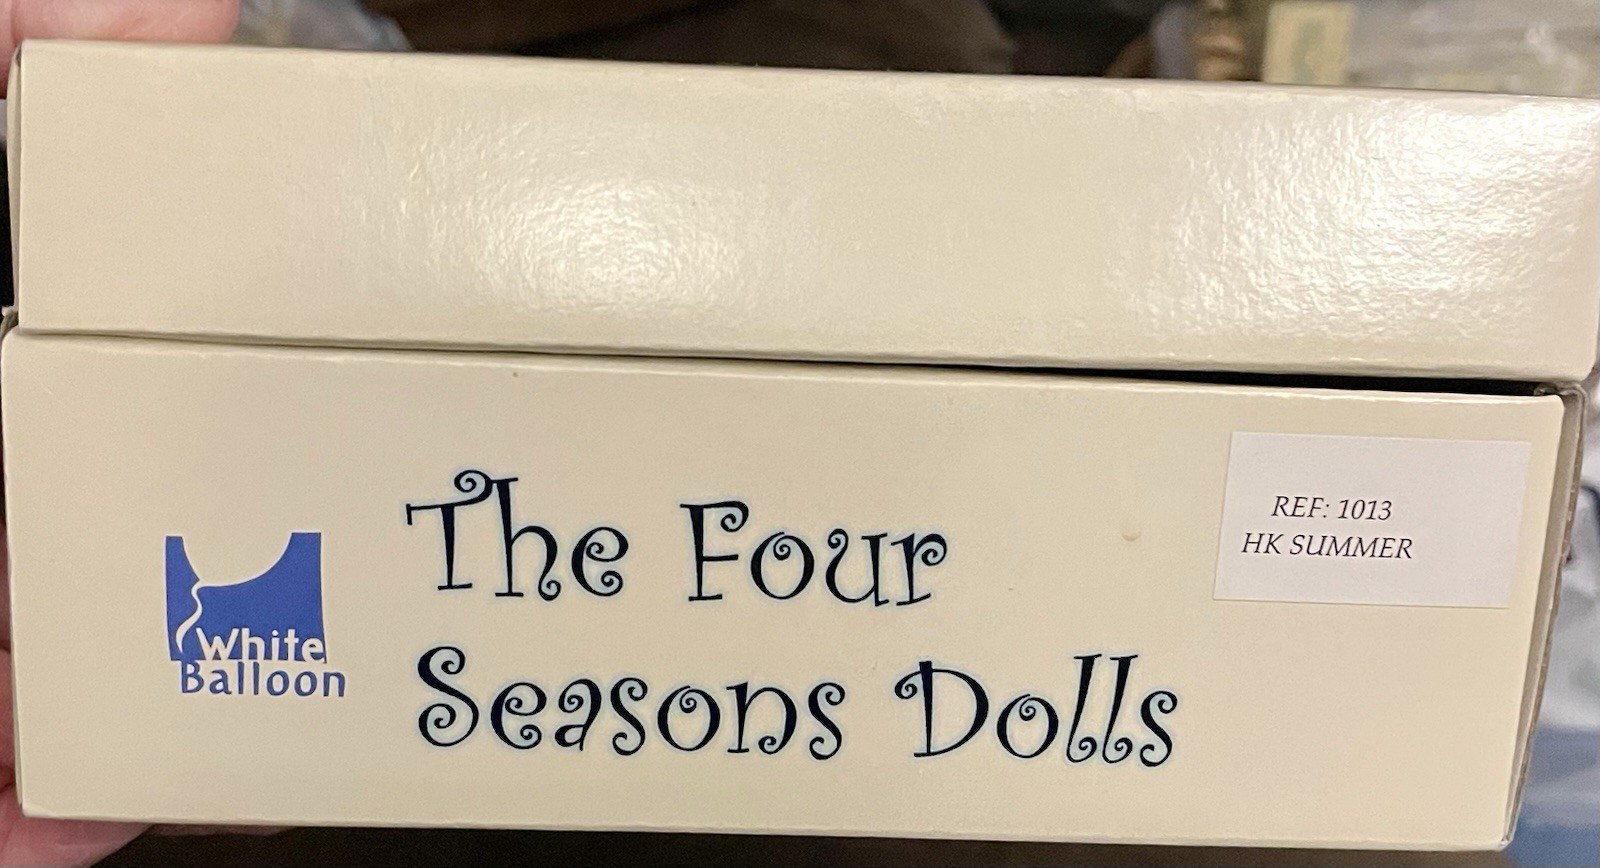 The Four
Seasons Dolls
White
Balloon
REF: 1013
HK SUMMER